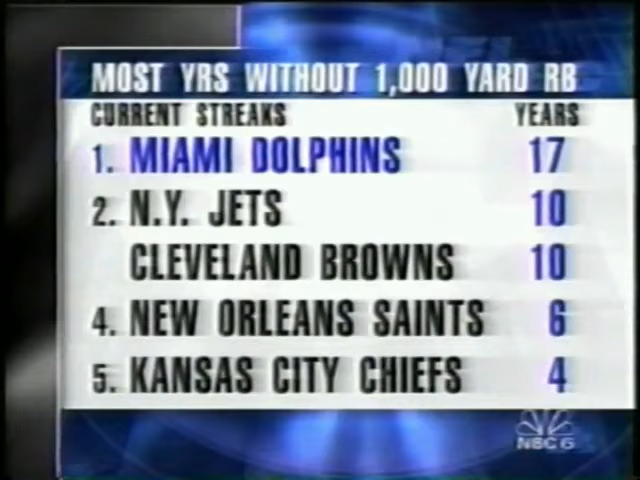 MOST YRS WITHOUT 1,000 YARD RB
CURRENT STREAKS YEARS
1. MIAMI DOLPHINS 17
2. N.Y. JETS 10
CLEVELAND BROWNS 10
4. NEW ORLEANS SAINTS 6
5. KANSAS CITY CHIEFS 4
NBC 6